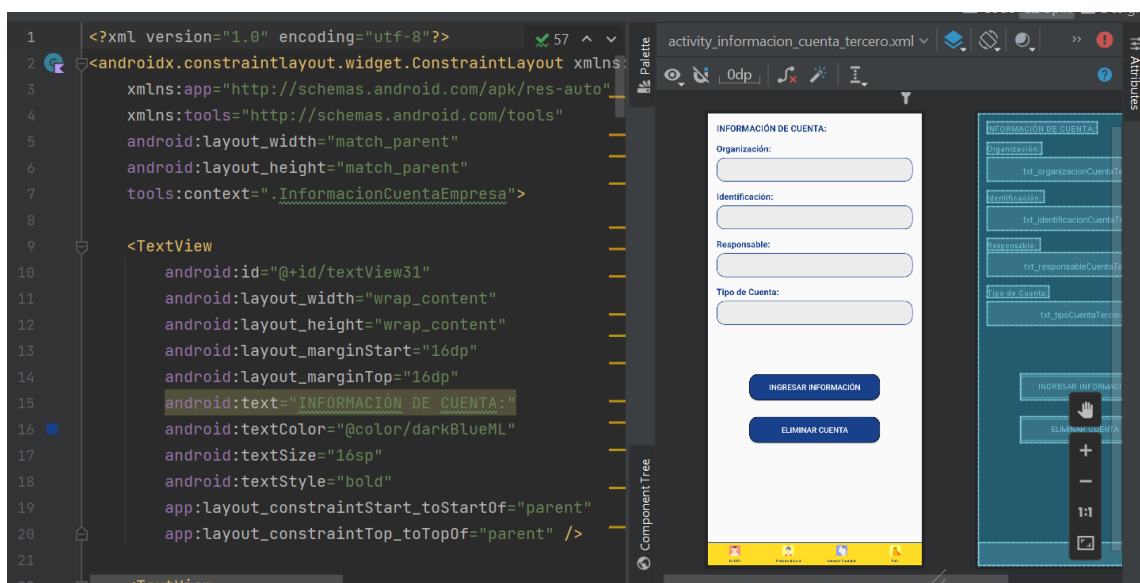 1 <?xml version="1.0" encoding="utf-8"?>
57
2 <androidx.constraintlayout.widget.ConstraintLayout xmlns:
3 xmlns:app="http://schemas.android.com/apk/res-auto"
4 xmlns:tools="http://schemas.android.com/tools"
5 android:layout_width="match_parent"
6 android:layout_height="match_parent"
7 tools:context=".InformacionCuentaEmpresa">
8
9 <TextView
10 android:id="@+id/textView31"
11 android:layout_width="wrap_content"
12 android:layout_height="wrap_content"
13 android:layout_marginStart="16dp"
14 android:layout_marginTop="16dp"
15 android:text="INFORMACIÓN DE CUENTA:"
16 android:textColor="@color/darkBlueML"
17 android:textSize="16sp"
18 android:textStyle="bold"
19 app:layout_constraintStart_toStartOf="parent"
20 app:layout_constraintTop_toTopOf="parent" />
21
Palette
Component Tree
activity_informacion_cuenta_tercero.xml
0dp
Attributes
INFORMACIÓN DE CUENTA:
Organización:
Identificación:
Responsable:
Tipo de Cuenta:
INGRESAR INFORMACIÓN
ELIMINAR CUENTA
INFORMACIÓN DE CUENTA:
Organización:
txt_organizacionCuentaTe
Identificación:
txt_identificacionCuentaT
Responsable:
txt_responsableCuentaTe
Tipo de Cuenta:
txt_tipoCuentaTercer
INGRESAR INFORMACI
ELIMINAR CUENTA
1:1